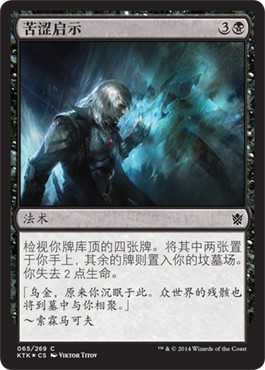 苦涩启示 3
法术
检视你牌库顶的四张牌。将其中两张置
于你手上，其余的牌则置入你的坟墓场。
你失去2点生命。
「乌金，原来你沉眠于此。众世界的残骸也
将到墓中与你相聚。」
～索霖马可夫
065/269 C
KTK ★ CS VIKTOR TITOV
™ & © 2014 Wizards of the Coast